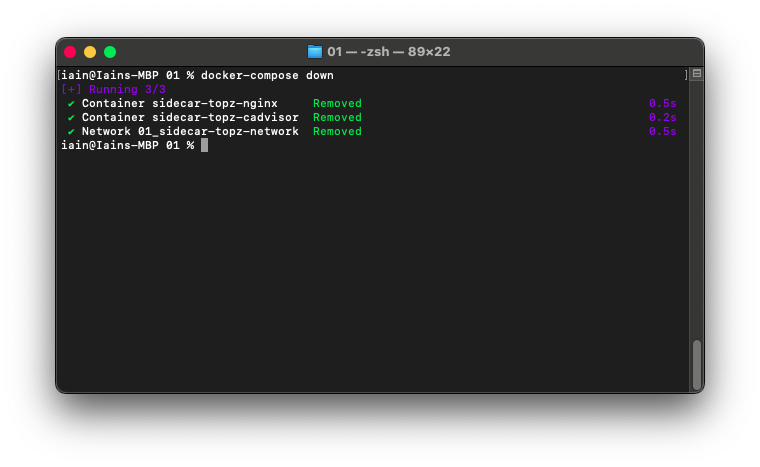 01 — -zsh — 89×22
[iain@Iains-MBP 01 % docker-compose down ]
[+] Running 3/3
✔ Container sidecar-topz-nginx Removed 0.5s
✔ Container sidecar-topz-cadvisor Removed 0.2s
✔ Network 01_sidecar-topz-network Removed 0.5s
iain@Iains-MBP 01 %